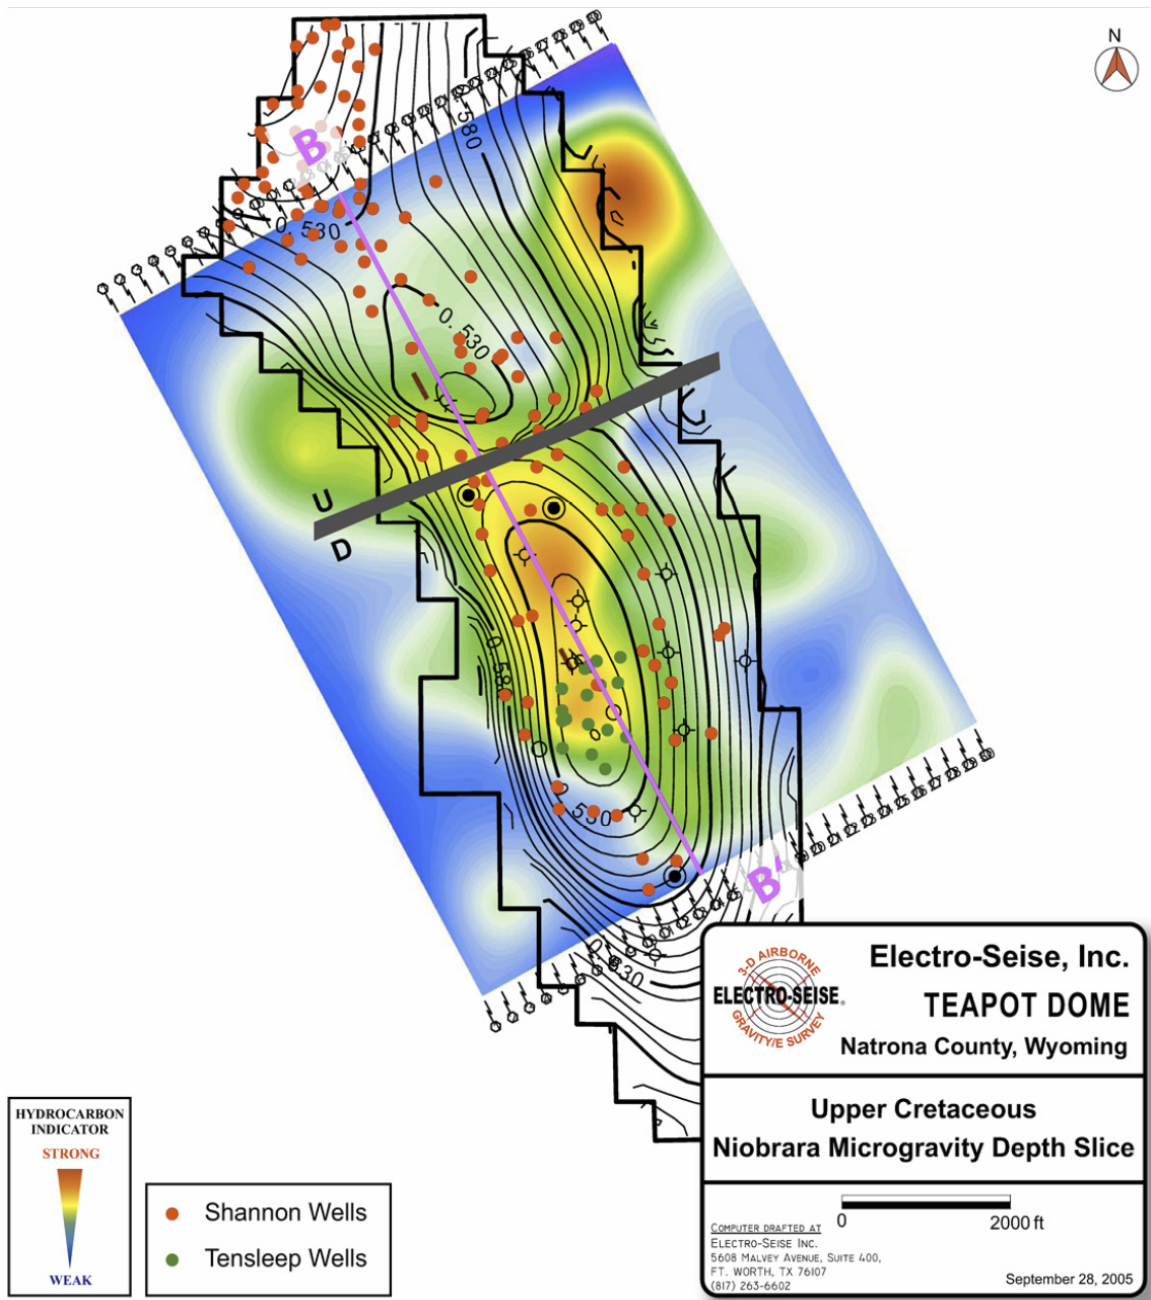 N
B
580
0.530
0.530
U
D
0.58
530
B'
0.530
3-D AIRBORNE
ELECTRO-SEISE®
GRAVITY/E SURVEY
Electro-Seise, Inc.
TEAPOT DOME
Natrona County, Wyoming
Upper Cretaceous
Niobrara Microgravity Depth Slice
0
2000 ft
COMPUTER DRAFTED AT
ELECTRO-SEISE INC.
5608 MALVEY AVENUE, SUITE 400,
FT. WORTH, TX 76107
(817) 263-6602
September 28, 2005
HYDROCARBON
INDICATOR
STRONG
WEAK
Shannon Wells
Tensleep Wells